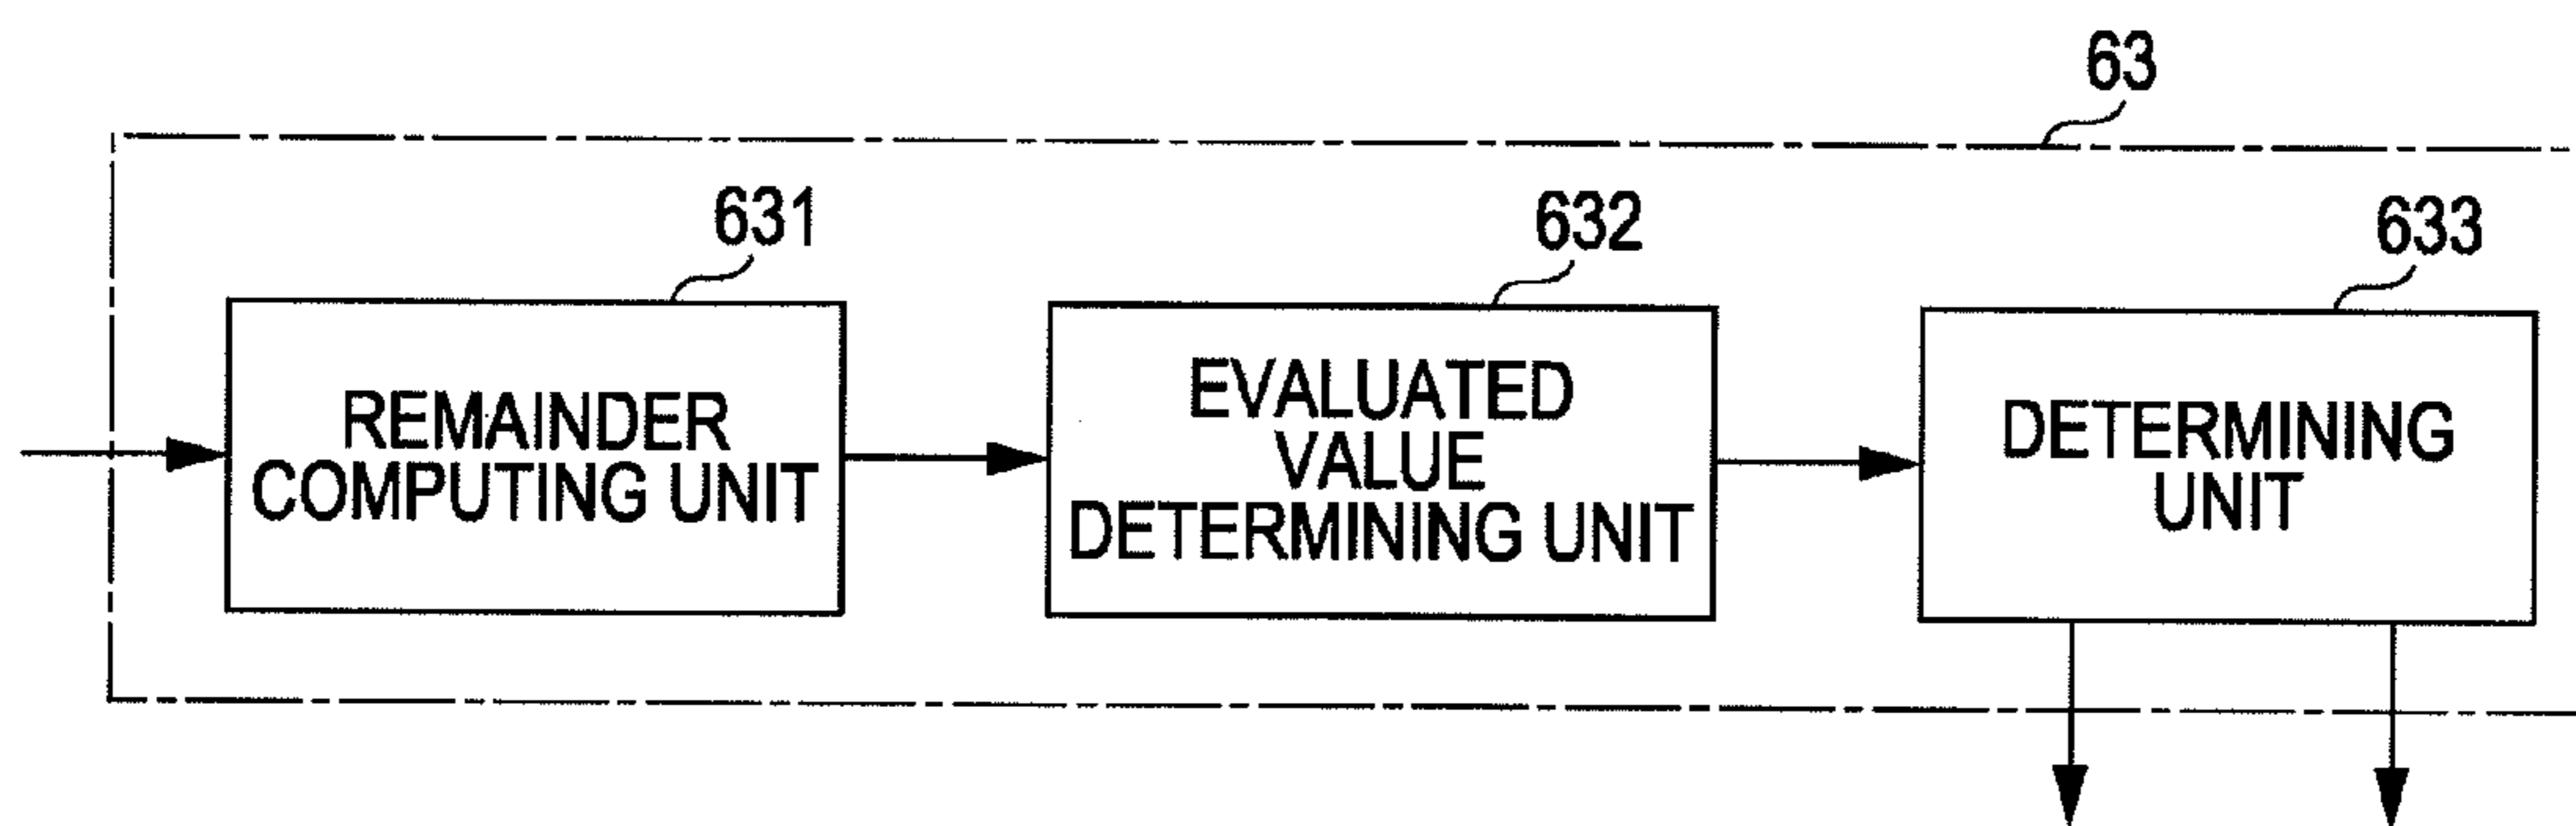 63
631
632
633
REMAINDER
COMPUTING UNIT
EVALUATED
VALUE
DETERMINING UNIT
DETERMINING
UNIT